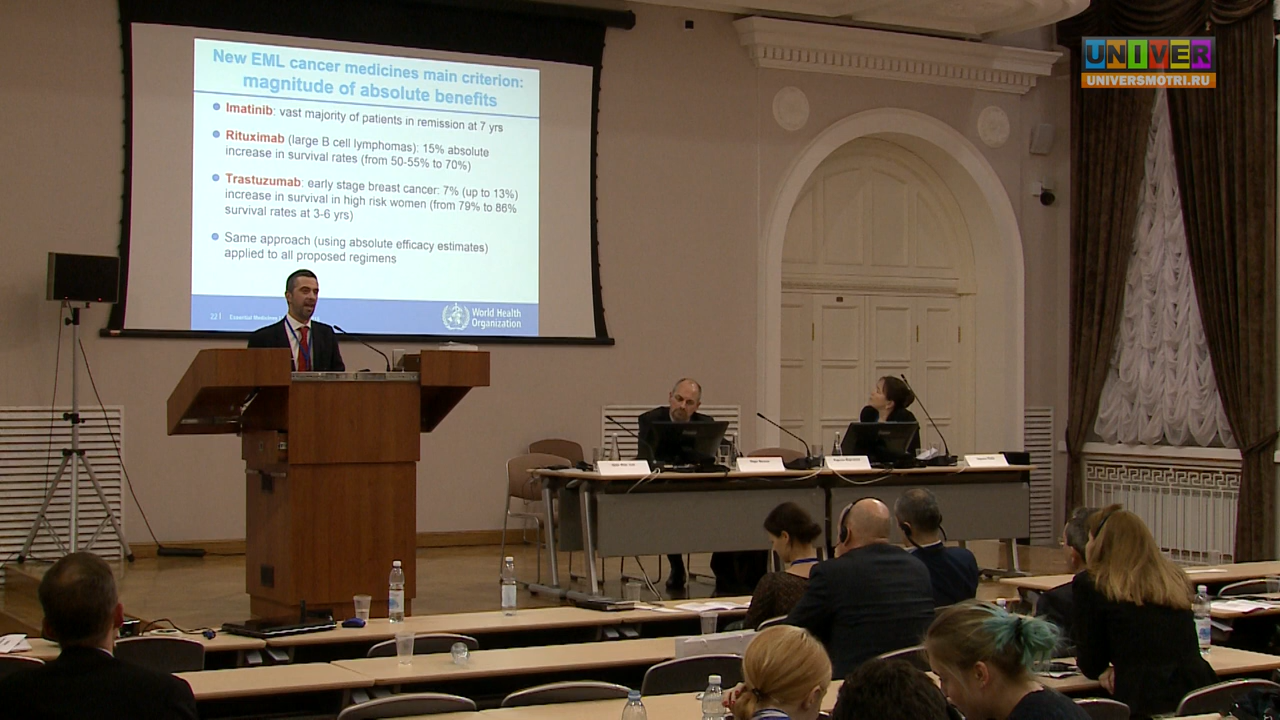 UNIVER
UNIVERSMOTRI.RU
New EML cancer medicines main criterion:
magnitude of absolute benefits
Imatinib: vast majority of patients in remission at 7 yrs
Rituximab (large B cell lymphomas): 15% absolute
increase in survival rates (from 50-55% to 70%)
Trastuzumab: early stage breast cancer: 7% (up to 13%)
increase in survival in high risk women (from 79% to 86%
survival rates at 3-6 yrs)
Same approach (using absolute efficacy estimates)
applied to all proposed regimens
22 |
Essential Medicines
World Health
Organization